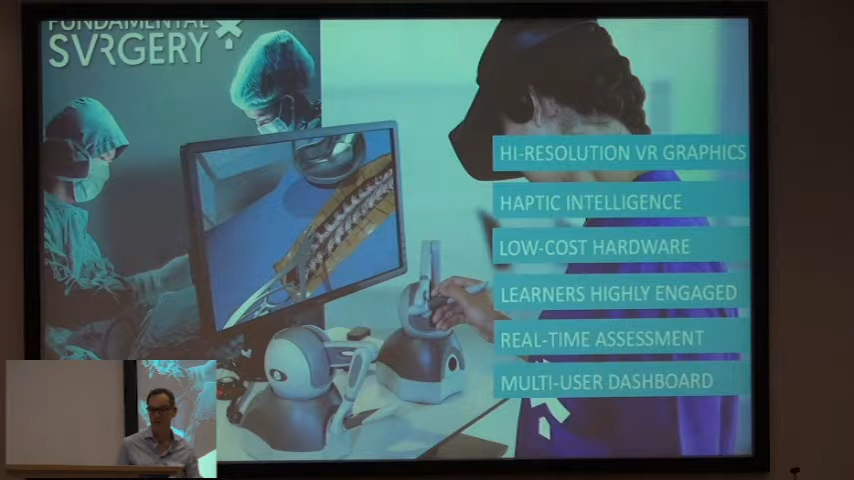 FUNDAMENTAL
SVRGERY
HI-RESOLUTION VR GRAPHICS
HAPTIC INTELLIGENCE
LOW-COST HARDWARE
LEARNERS HIGHLY ENGAGED
REAL-TIME ASSESSMENT
MULTI-USER DASHBOARD